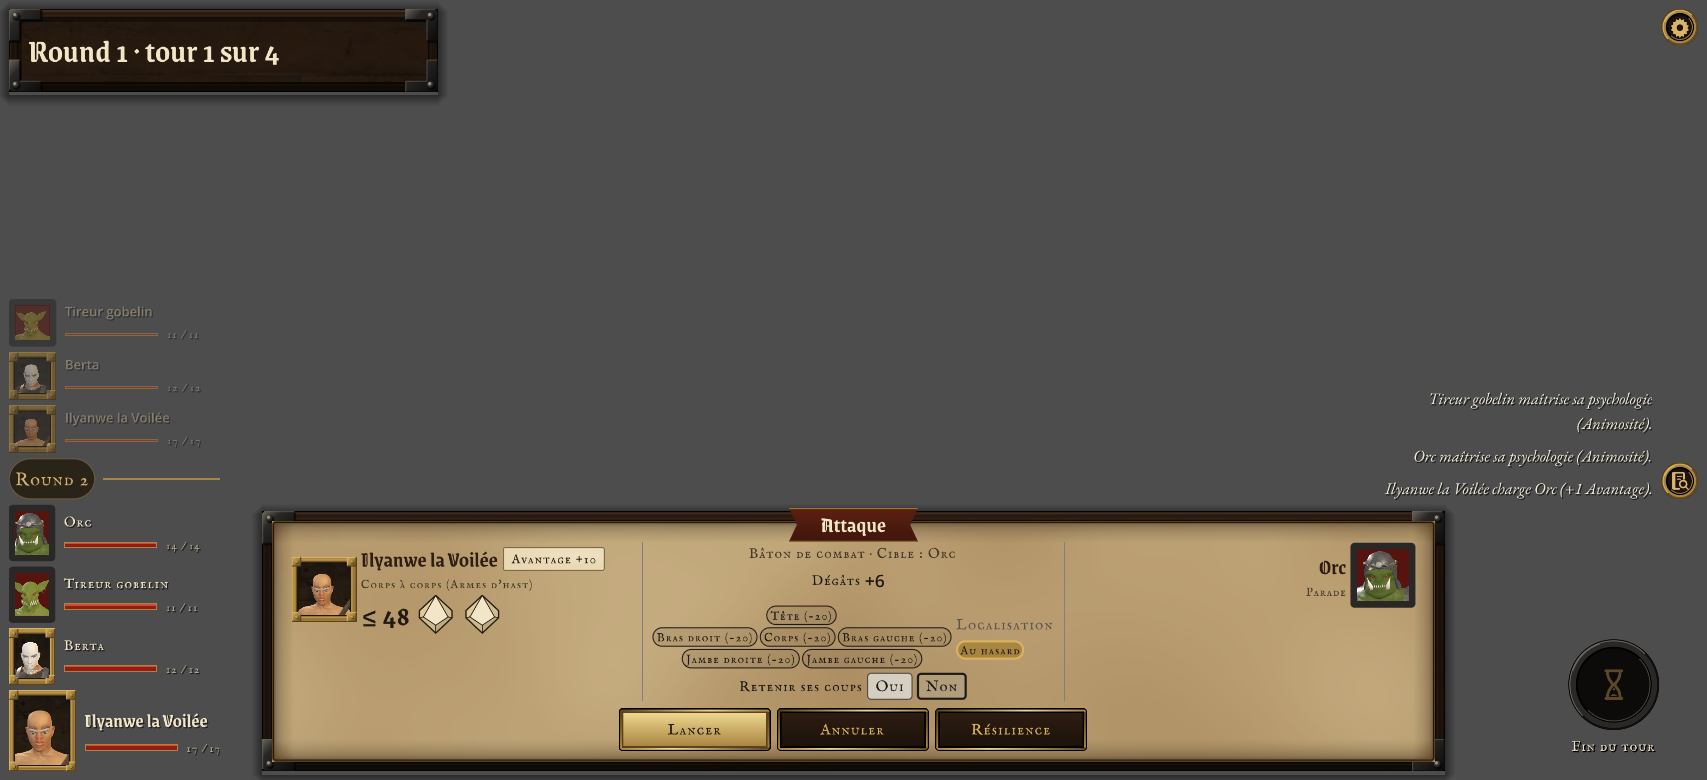 Round 1 · tour 1 sur 4
Tireur gobelin
11 / 11
Berta
12 / 12
Ilyanwe la Voilée
17 / 17
Round 2
Orc
14 / 14
Tireur gobelin
11 / 11
Berta
12 / 12
Ilyanwe la Voilée
17 / 17
Tireur gobelin maîtrise sa psychologie
(Animosité).
Orc maîtrise sa psychologie (Animosité).
Ilyanwe la Voilée charge Orc (+1 Avantage).
Attaque
Ilyanwe la Voilée Avantage +10
Corps à corps (Armes d'hast)
≤ 48
Bâton de combat · Cible : Orc
Dégâts +6
Tête (-20)
Bras droit (-20) Corps (-20) Bras gauche (-20)
Jambe droite (-20) Jambe gauche (-20)
Localisation
Au hasard
Retenir ses coups Oui Non
Orc
Parade
Lancer Annuler Résilience
Fin du tour